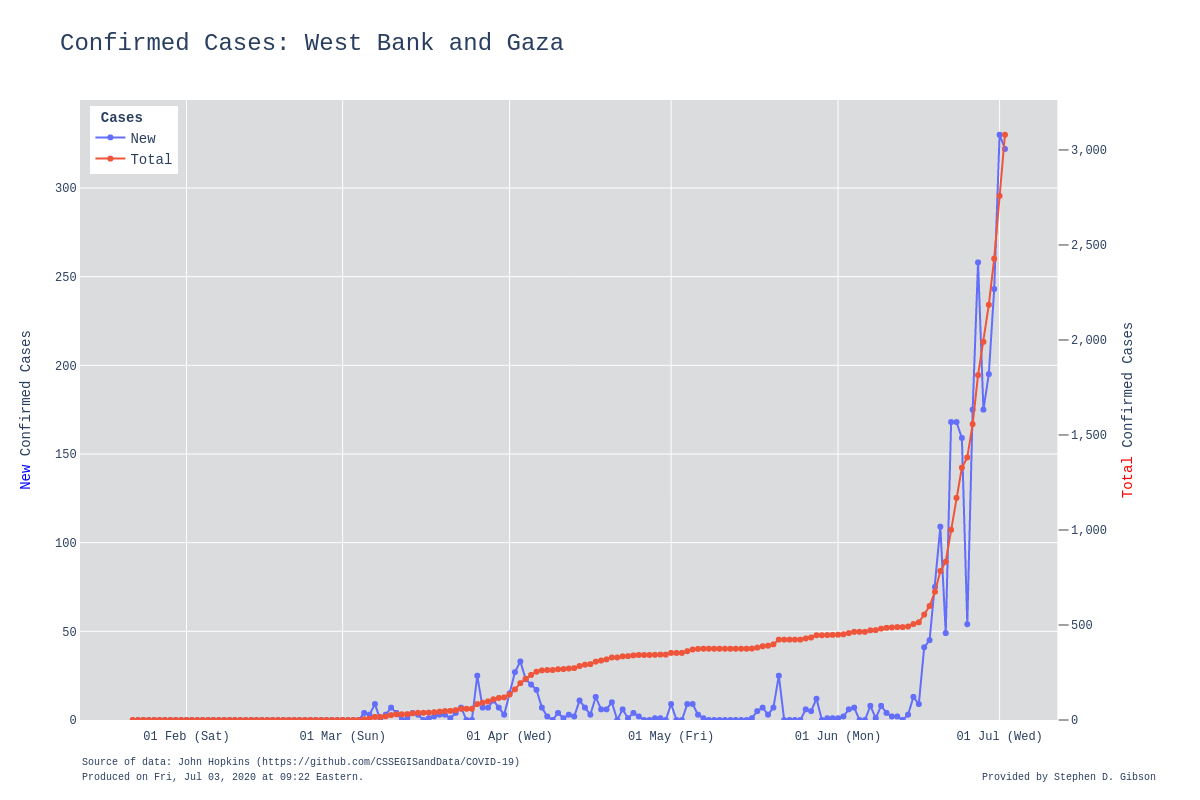 Confirmed Cases: West Bank and Gaza
Cases
New
Total
300
250
200
150
100
50
0
3,000
2,500
2,000
1,500
1,000
500
0
New Confirmed Cases
Total Confirmed Cases
01 Feb (Sat)
01 Mar (Sun)
01 Apr (Wed)
01 May (Fri)
01 Jun (Mon)
01 Jul (Wed)
Source of data: John Hopkins (https://github.com/CSSEGISandData/COVID-19)
Produced on Fri, Jul 03, 2020 at 09:22 Eastern.
Provided by Stephen D. Gibson